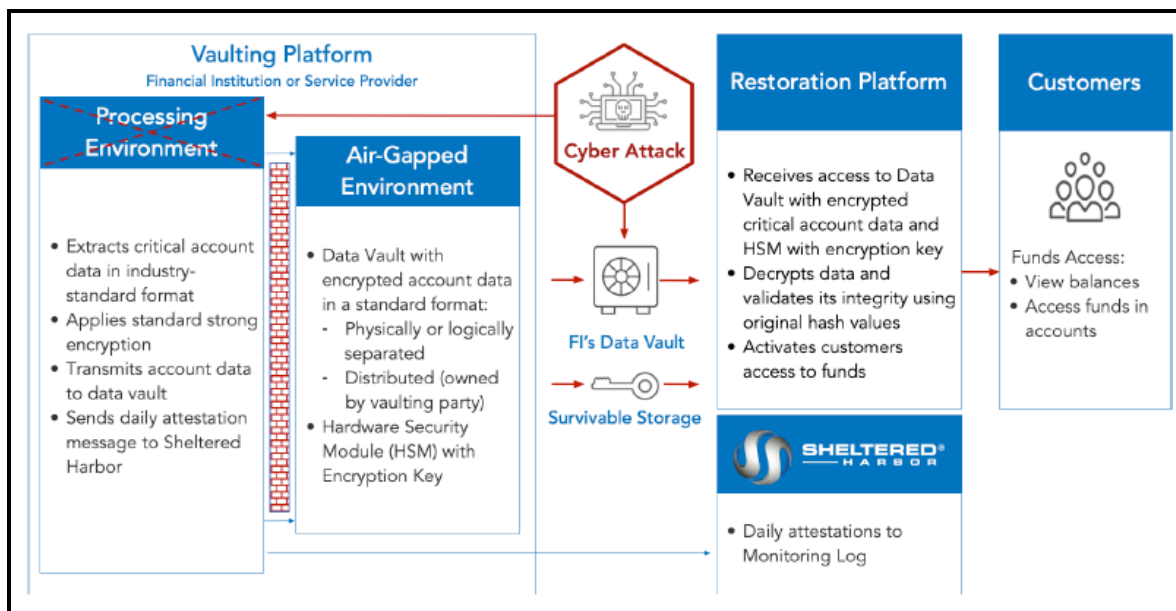 Vaulting Platform
Financial Institution or Service Provider
Processing
Environment
• Extracts critical account
data in industry-
standard format
• Applies standard strong
encryption
• Transmits account data
to data vault
• Sends daily attestation
message to Sheltered
Harbor
Air-Gapped
Environment
• Data Vault with
encrypted account data
in a standard format:
- Physically or logically
separated
- Distributed (owned
by vaulting party)
• Hardware Security
Module (HSM) with
Encryption Key
Cyber Attack
FI's Data Vault
Survivable Storage
Restoration Platform
• Receives access to Data
Vault with encrypted
critical account data and
HSM with encryption key
• Decrypts data and
validates its integrity using
original hash values
• Activates customers
access to funds
SHELTERED®
HARBOR
• Daily attestations to
Monitoring Log
Customers
Funds Access:
• View balances
• Access funds in
accounts